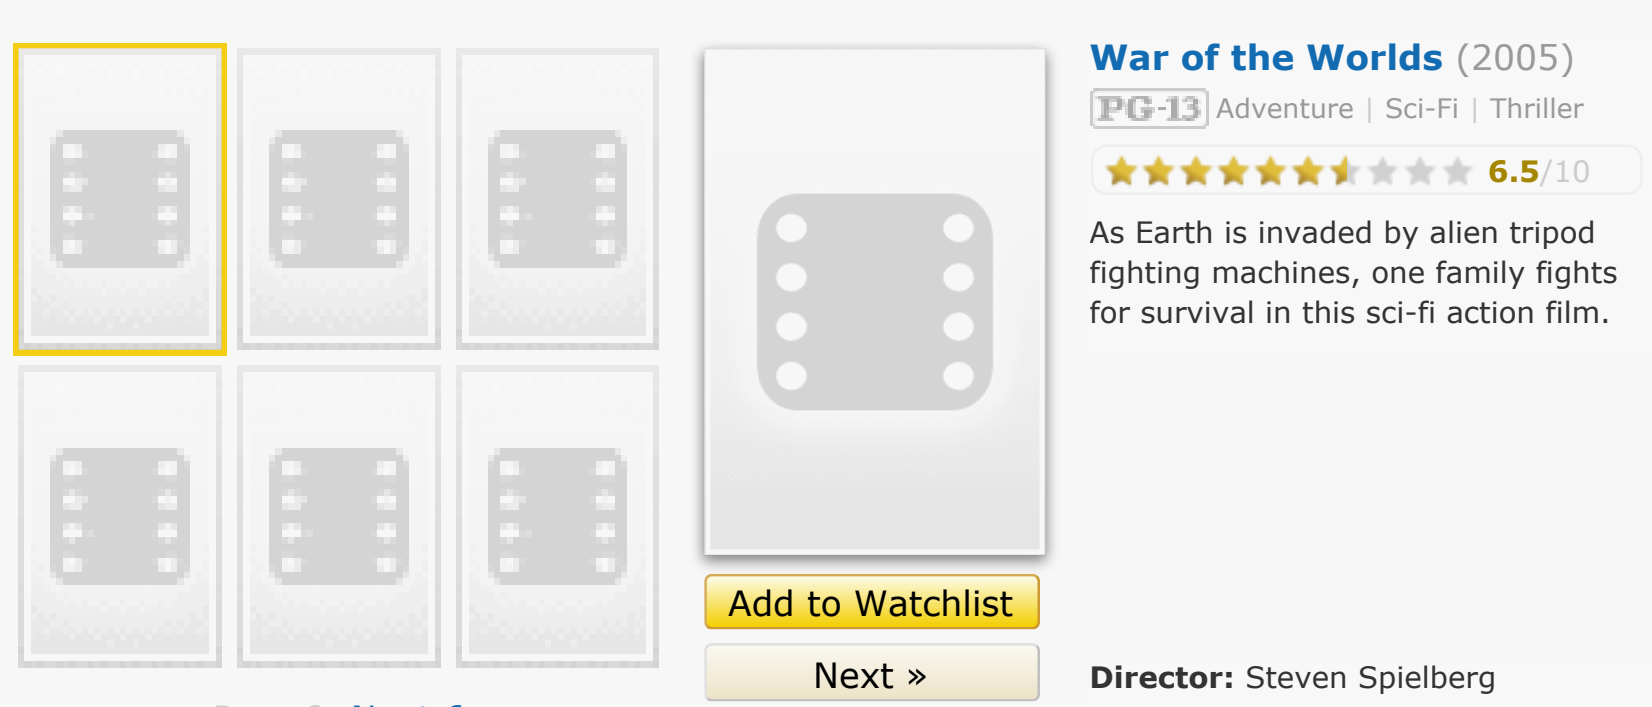 War of the Worlds (2005)
PG-13 Adventure | Sci-Fi | Thriller
6.5/10
As Earth is invaded by alien tripod
fighting machines, one family fights
for survival in this sci-fi action film.
Add to Watchlist
Next »
Director: Steven Spielberg